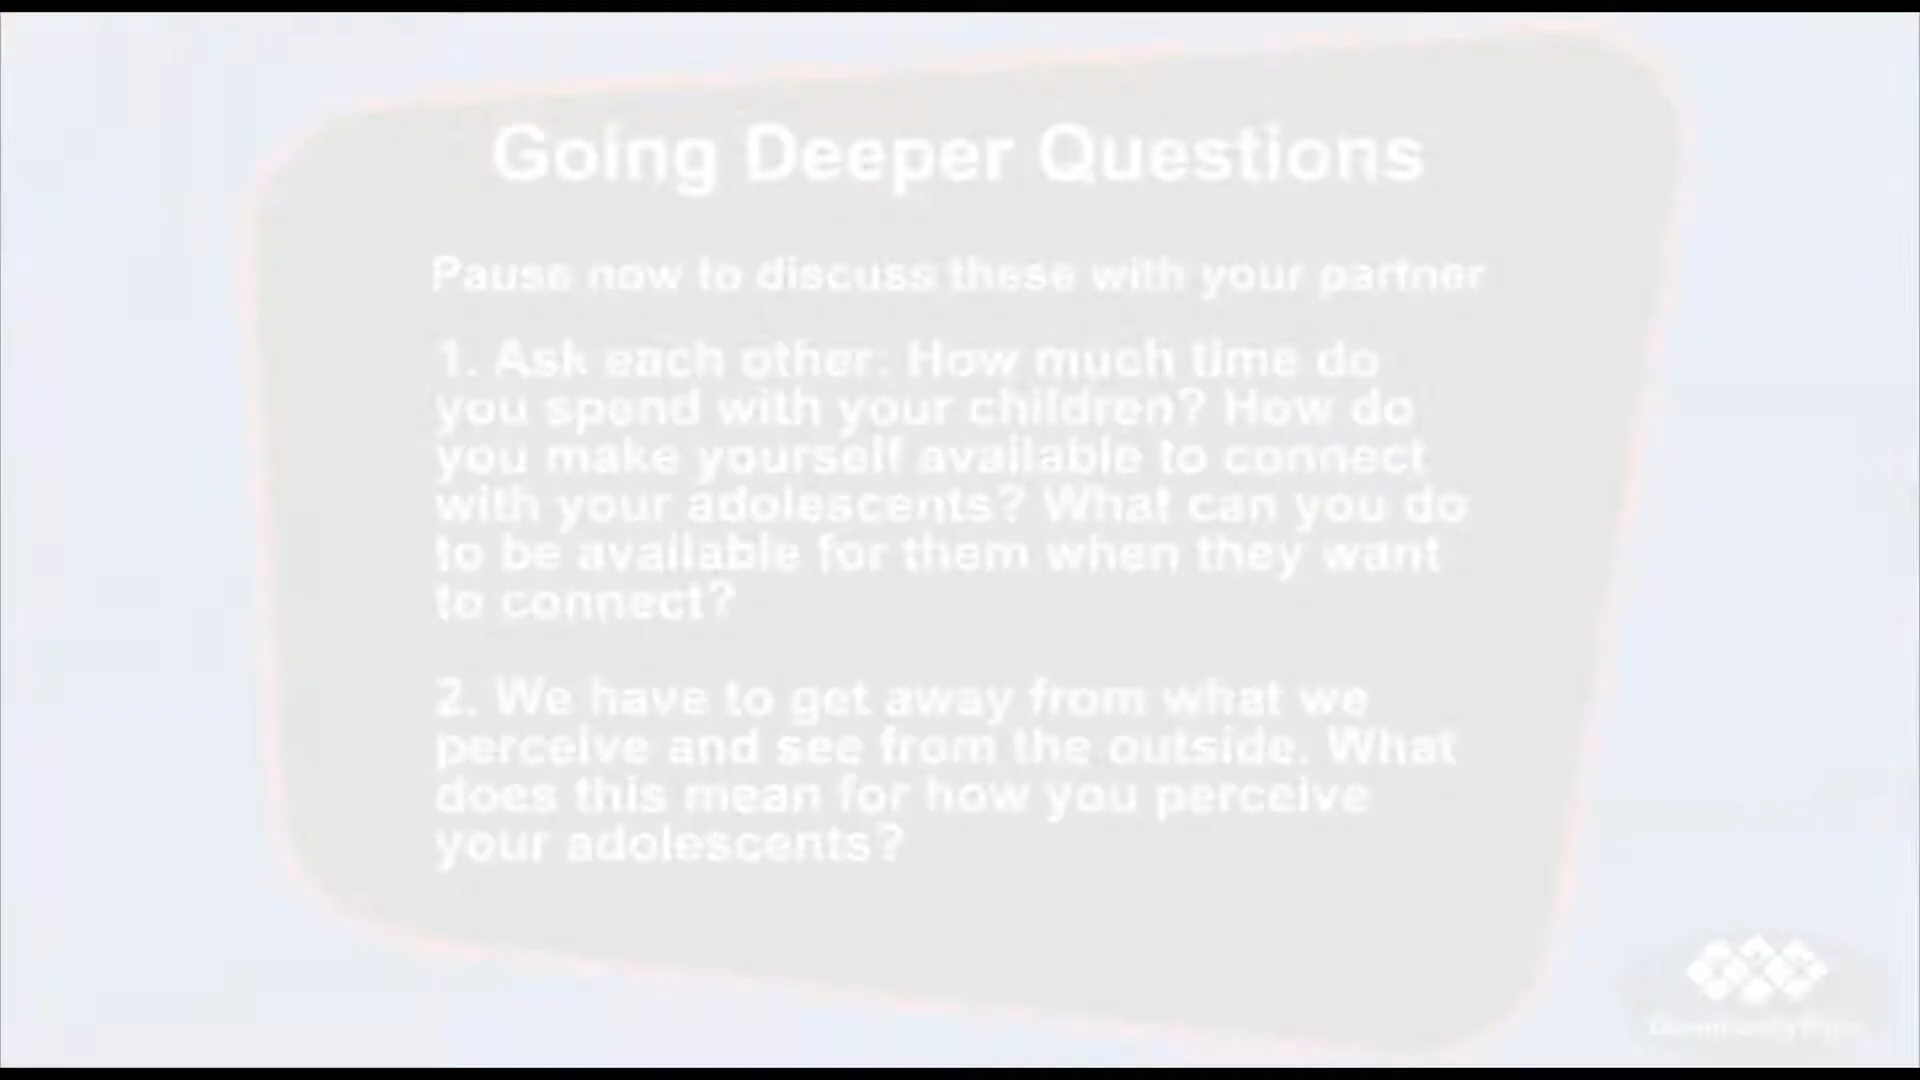 Going Deeper Questions
Pause now to discuss these with your partner
1. Ask each other: How much time do
you spend with your children? How do
you make yourself available to connect
with your adolescents? What can you do
to be available for them when they want
to connect?
2. We have to get away from what we
perceive and see from the outside. What
does this mean for how you perceive
your adolescents?